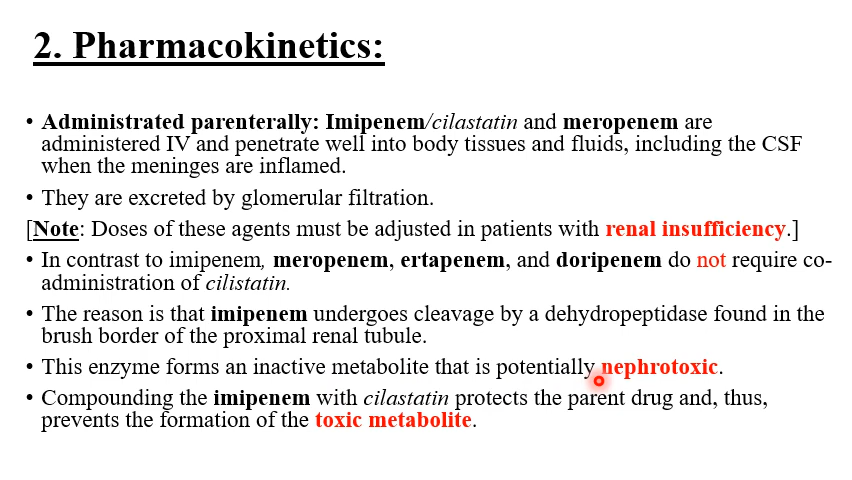 2. Pharmacokinetics:
• Administrated parenterally: Imipenem/cilastatin and meropenem are
administered IV and penetrate well into body tissues and fluids, including the CSF
when the meninges are inflamed.
• They are excreted by glomerular filtration.
[Note: Doses of these agents must be adjusted in patients with renal insufficiency.]
• In contrast to imipenem, meropenem, ertapenem, and doripenem do not require co-
administration of cilistatin.
• The reason is that imipenem undergoes cleavage by a dehydropeptidase found in the
brush border of the proximal renal tubule.
• This enzyme forms an inactive metabolite that is potentially nephrotoxic.
• Compounding the imipenem with cilastatin protects the parent drug and, thus,
prevents the formation of the toxic metabolite.